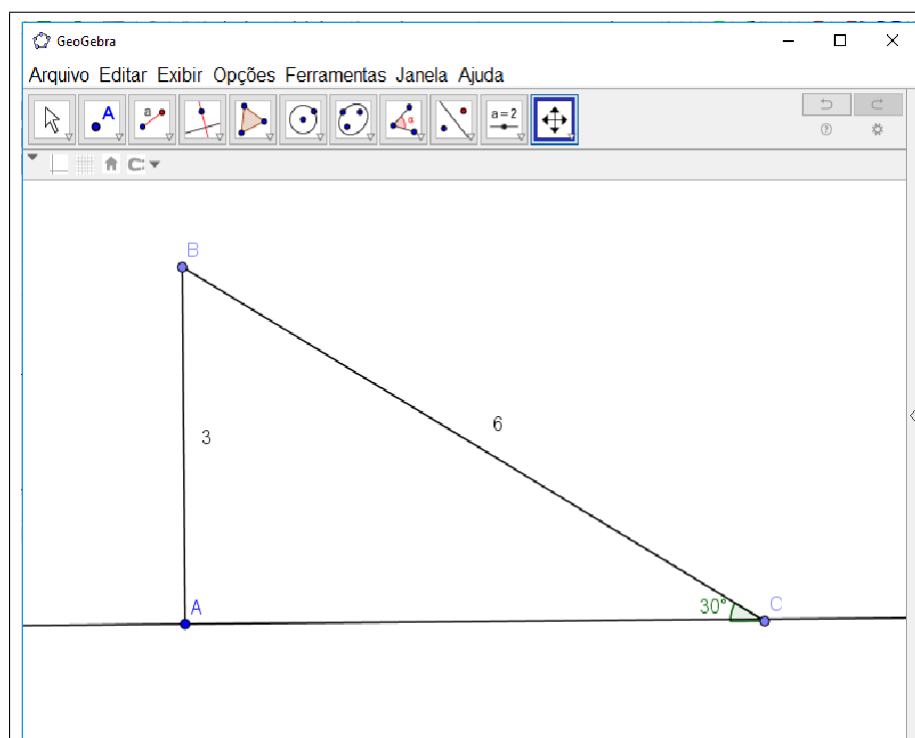 GeoGebra
Arquivo Editar Exibir Opções Ferramentas Janela Ajuda
A
a
α
a=2
B
3
6
A
30°
C